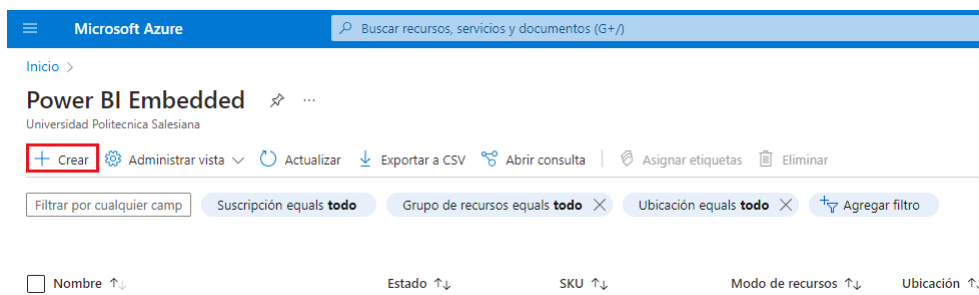 Microsoft Azure
Buscar recursos, servicios y documentos (G+/)
Inicio >
Power BI Embedded
Universidad Politecnica Salesiana
+ Crear Administrar vista Actualizar Exportar a CSV Abrir consulta Asignar etiquetas Eliminar
Filtrar por cualquier camp Suscripción equals todo Grupo de recursos equals todo Ubicación equals todo Agregar filtro
Nombre Estado SKU Modo de recursos Ubicación